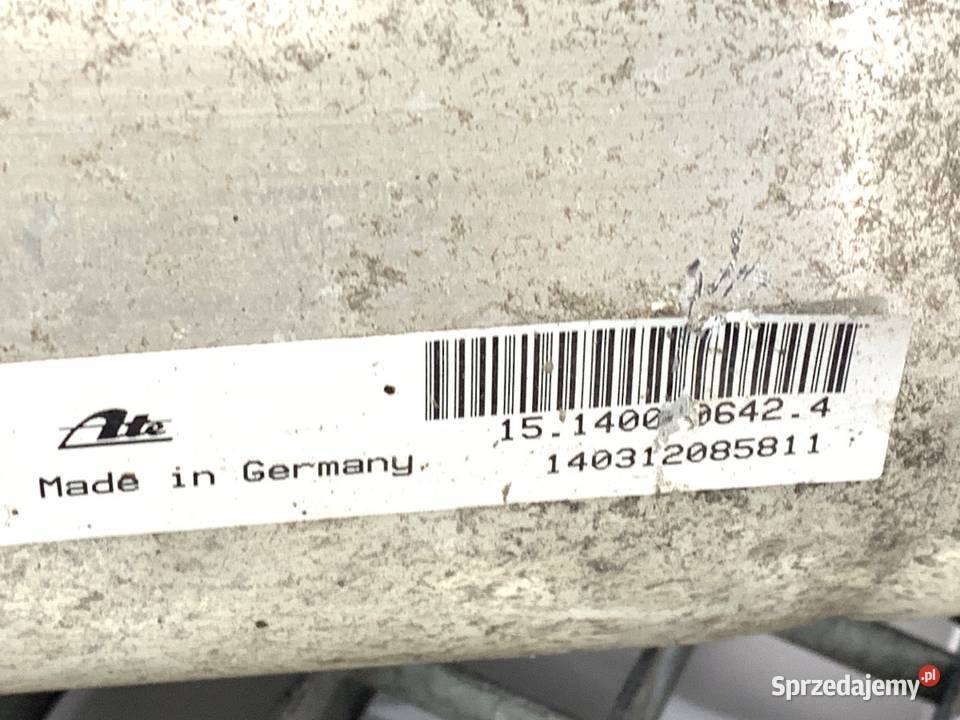 Ate
Made in Germany
15.1400 0642.4
140312085811
Sprzedajemy.pl